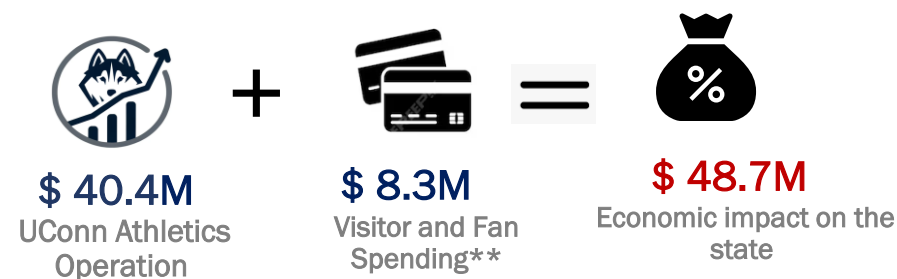 +
=
%
$ 40.4M
UConn Athletics
Operation
$ 8.3M
Visitor and Fan
Spending**
$ 48.7M
Economic impact on the
state